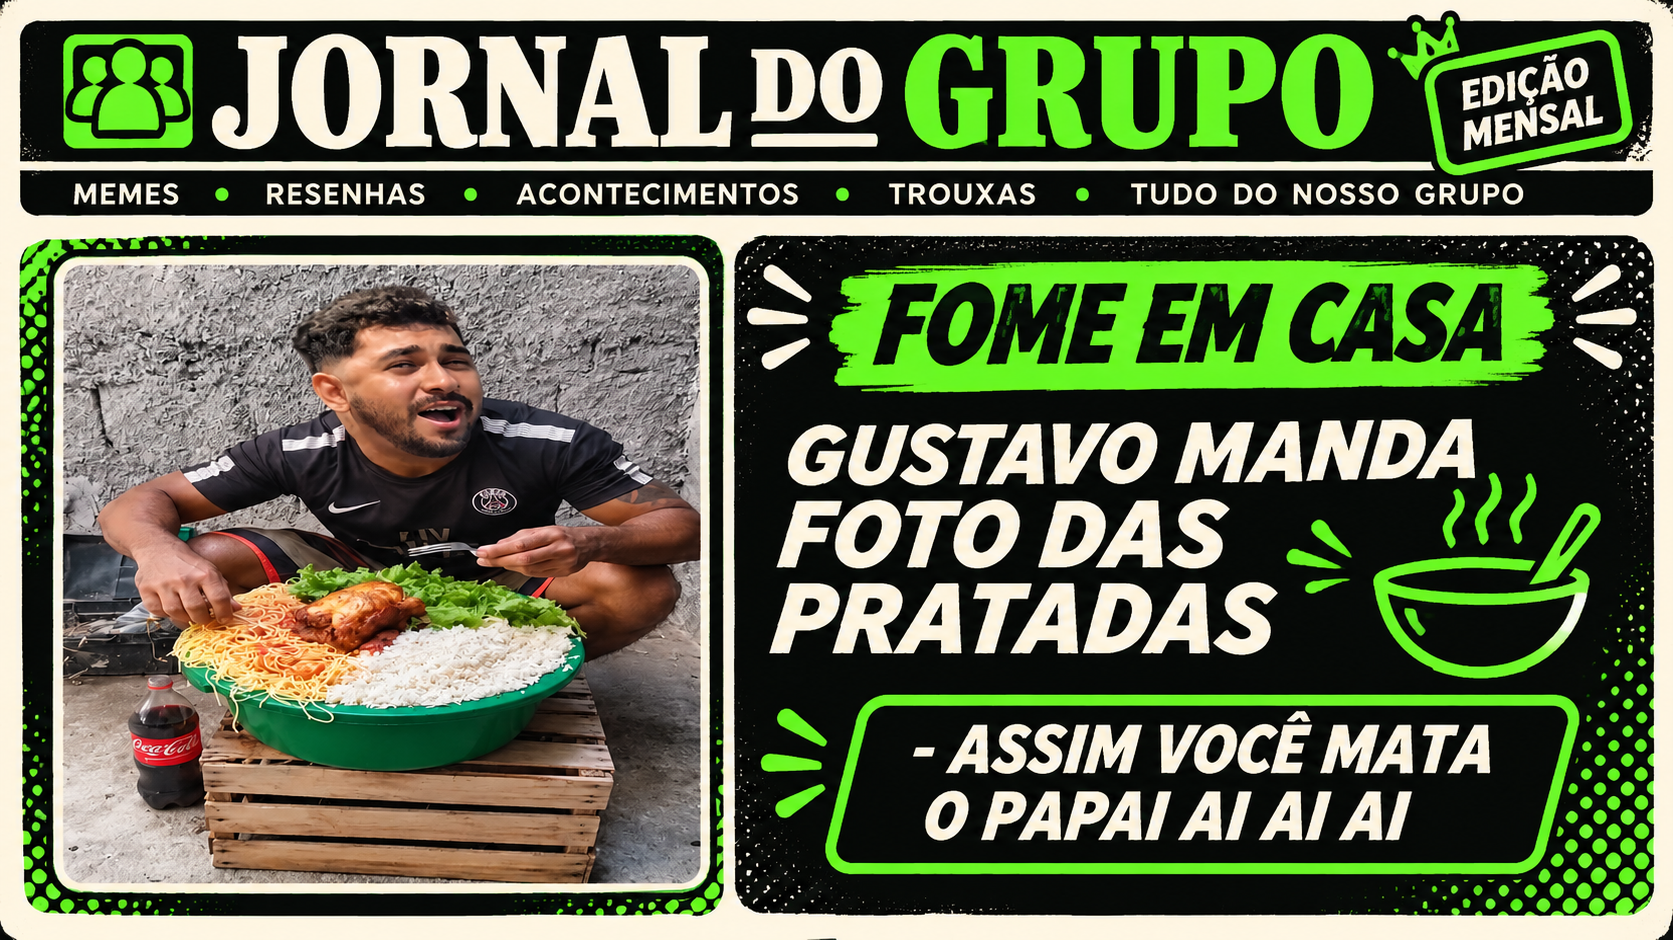 JORNAL DO GRUPO
EDIÇÃO
MENSAL
MEMES • RESENHAS • ACONTECIMENTOS • TROUXAS • TUDO DO NOSSO GRUPO
FOME EM CASA
GUSTAVO MANDA
FOTO DAS
PRATADAS
- ASSIM VOCÊ MATA
O PAPAI AI AI AI
Coca-Cola